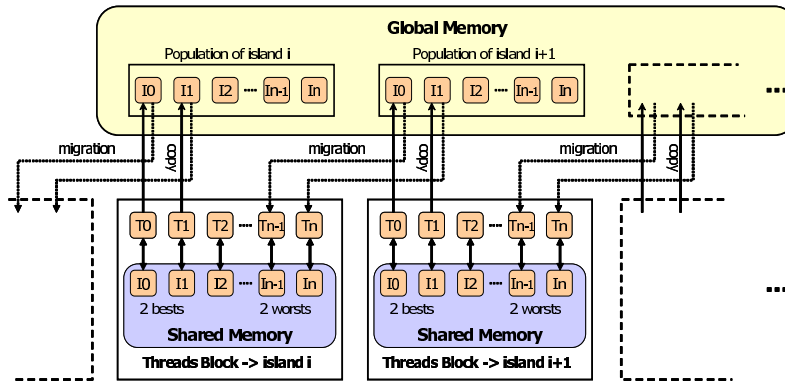 Global Memory
Population of island i
Population of island i+1
I0 I1 I2 ···· In-1 In
I0 I1 I2 ···· In-1 In
...
migration
copy
migration
copy
migration
T0 T1 T2 ···· Tn-1 Tn
T0 T1 T2 ···· Tn-1 Tn
I0 I1 I2 ···· In-1 In
I0 I1 I2 ···· In-1 In
...
2 bests
2 worsts
2 bests
2 worsts
Shared Memory
Shared Memory
Threads Block -> island i
Threads Block -> island i+1